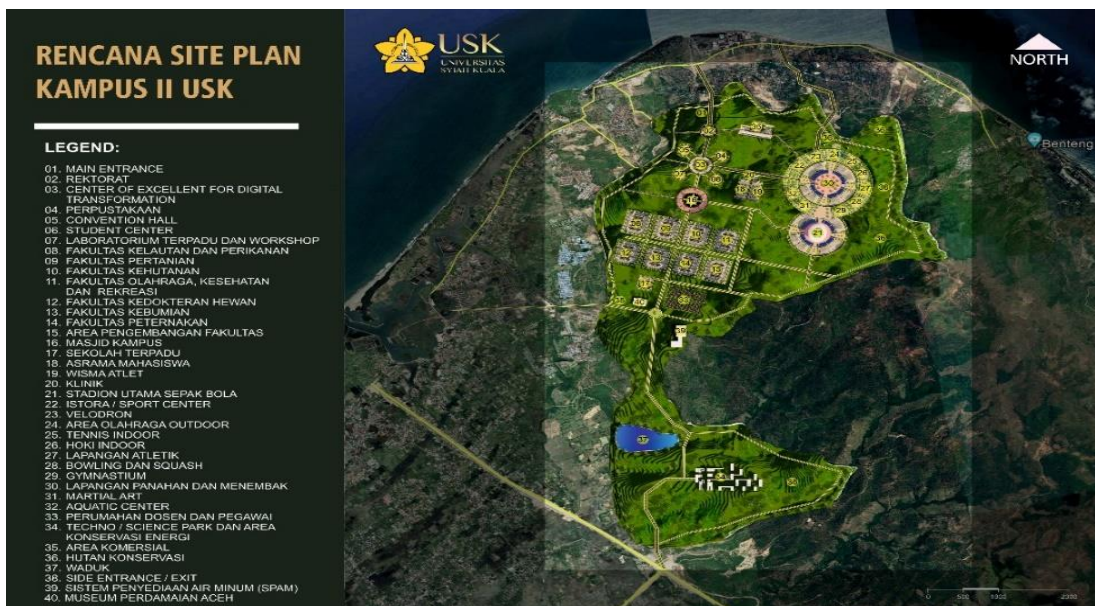 RENCANA SITE PLAN
KAMPUS II USK
LEGEND:
01. MAIN ENTRANCE
02. REKTORAT
03. CENTER OF EXCELLENT FOR DIGITAL
TRANSFORMATION
04. PERPUSTAKAAN
05. CONVENTION HALL
06. STUDENT CENTER
07. LABORATORIUM TERPADU DAN WORKSHOP
08. FAKULTAS KELAUTAN DAN PERIKANAN
09 FAKULTAS PERTANIAN
10. FAKULTAS KEHUTANAN
11. FAKULTAS OLAHRAGA, KESEHATAN
DAN REKREASI
12. FAKULTAS KEDOKTERAN HEWAN
13. FAKULTAS KEBUMIAN
14. FAKULTAS PETERNAKAN
15. AREA PENGEMBANGAN FAKULTAS
16. MASJID KAMPUS
17. SEKOLAH TERPADU
18. ASRAMA MAHASISWA
19. WISMA ATLET
20. KLINIK
21. STADION UTAMA SEPAK BOLA
22. ISTORA / SPORT CENTER
23. VELODRON
24. AREA OLAHRAGA OUTDOOR
25. TENNIS INDOOR
26. HOKI INDOOR
27. LAPANGAN ATLETIK
28. BOWLING DAN SQUASH
29. GYMNASTIUM
30. LAPANGAN PANAHAN DAN MENEMBAK
31. MARTIAL ART
32. AQUATIC CENTER
33. PERUMAHAN DOSEN DAN PEGAWAI
34. TECHNO / SCIENCE PARK DAN AREA
KONSERVASI ENERGI
35. AREA KOMERSIAL
36. HUTAN KONSERVASI
37. WADUK
38. SIDE ENTRANCE / EXIT
39. SISTEM PENYEDIAAN AIR MINUM (SPAM)
40. MUSEUM PERDAMAIAN ACEH
USK
UNIVERSITAS
SYIAH KUALA
NORTH
Benteng
0 500 1000 2000